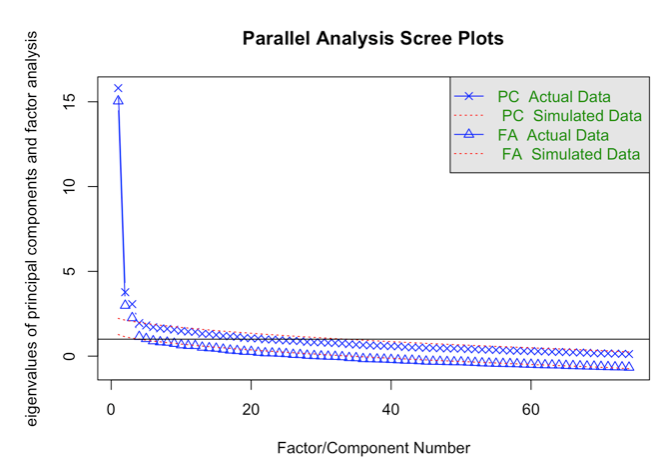 Parallel Analysis Scree Plots
eigenvalues of principal components and factor analysis
15
10
5
0
PC Actual Data
PC Simulated Data
FA Actual Data
FA Simulated Data
0 20 40 60
Factor/Component Number